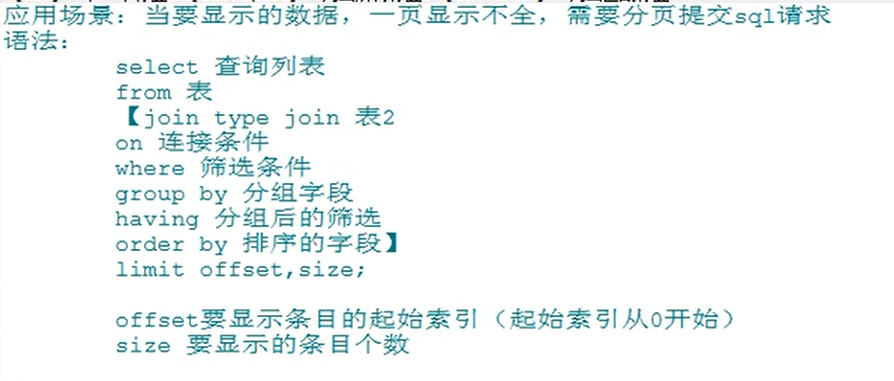 应用场景：当要显示的数据，一页显示不全，需要分页提交sql请求
语法：
select 查询列表
from 表
【join type join 表2
on 连接条件
where 筛选条件
group by 分组字段
having 分组后的筛选
order by 排序的字段】
limit offset,size;
offset要显示条目的起始索引（起始索引从0开始）
size 要显示的条目个数